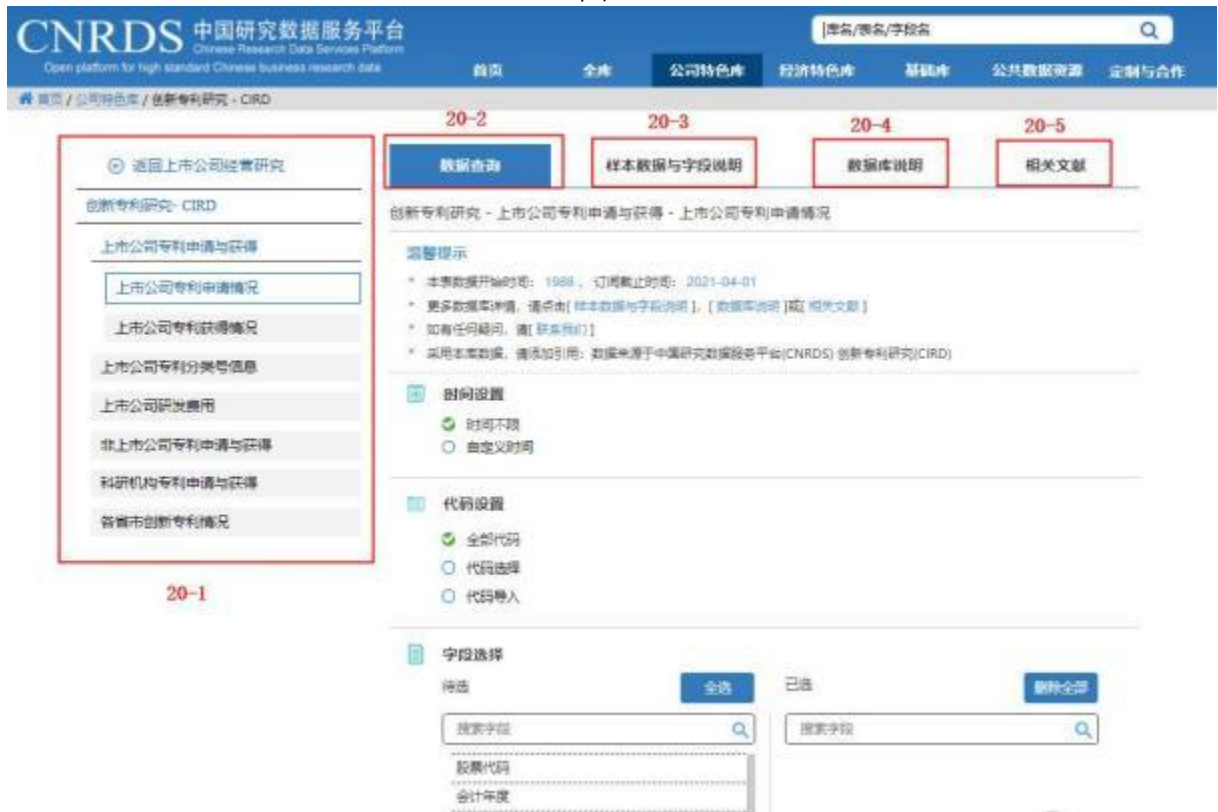 CNRDS 中国研究数据服务平台
Chinese Research Data Services Platform
Open platform for high standard Chinese business research data
库名/表名/字段名
首页 全库 公司特色库 经济特色库 基础库 公共数据资源 定制与合作
首页 / 公司特色库 / 创新专利研究 - CIRD
20-2 20-3 20-4 20-5
返回上市公司经营研究
数据查询 样本数据与字段说明 数据库说明 相关文献
创新专利研究- CIRD
创新专利研究 - 上市公司专利申请与获得 - 上市公司专利申请情况
上市公司专利申请与获得
上市公司专利申请情况
上市公司专利获得情况
上市公司专利分类号信息
上市公司研发费用
非上市公司专利申请与获得
科研机构专利申请与获得
各省市创新专利情况
20-1
温馨提示
* 本表数据开始时间： 1988 ， 订阅截止时间： 2021-04-01
* 更多数据库详情，请点击[ 样本数据与字段说明 ]，[ 数据库说明 ]或[ 相关文献 ]
* 如有任何疑问，请[ 联系我们 ]
* 采用本库数据，请添加引用：数据来源于中国研究数据服务平台(CNRDS) 创新专利研究(CIRD)
时间设置
时间不限
自定义时间
代码设置
全部代码
代码选择
代码导入
字段选择
待选 全选 已选 删除全部
搜索字段 搜索字段
股票代码
会计年度